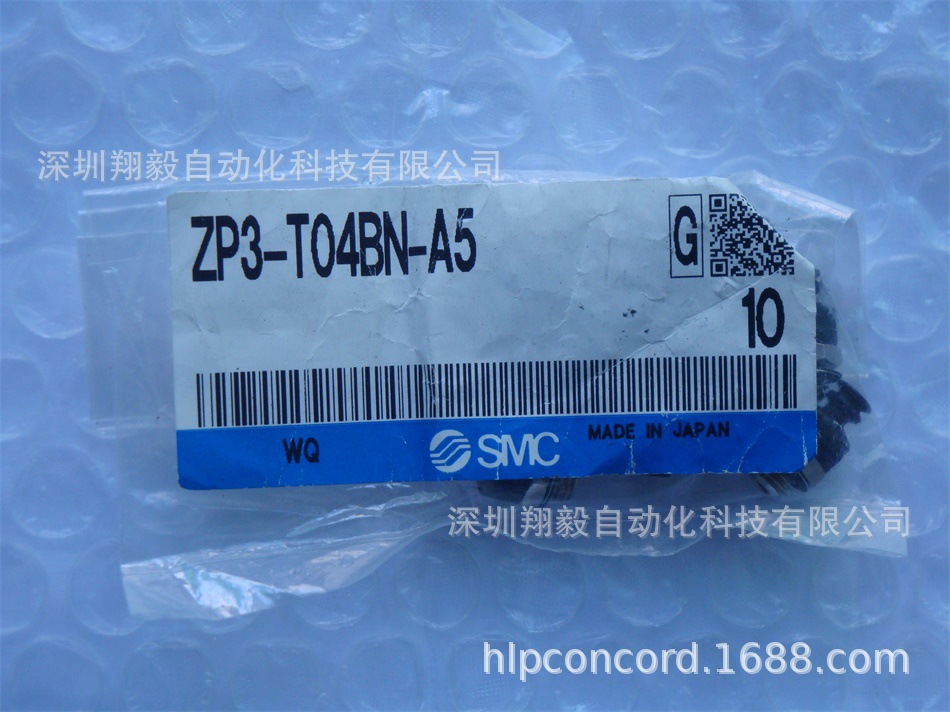 深圳翔毅自动化科技有限公司
ZP3-T04BN-A5
G
10
WQ
SMC
MADE IN JAPAN
深圳翔毅自动化科技有限公司
hlpconcord.1688.com